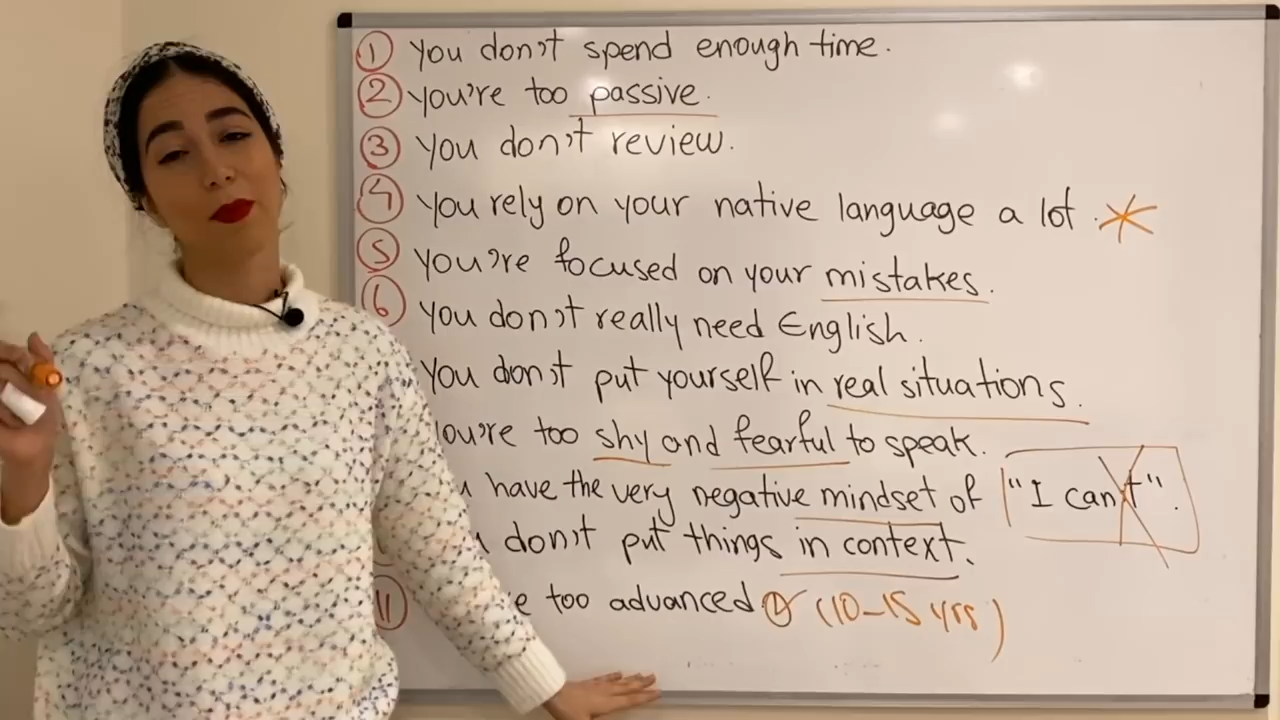 1 You don't spend enough time.
2 You're too passive.
3 You don't review.
4 You rely on your native language a lot.
5 You're focused on your mistakes.
6 You don't really need English.
You don't put yourself in real situations.
ou're too shy and fearful to speak.
have the very negative mindset of "I can't".
don't put things in context.
11 e too advanced (10-15 yrs)